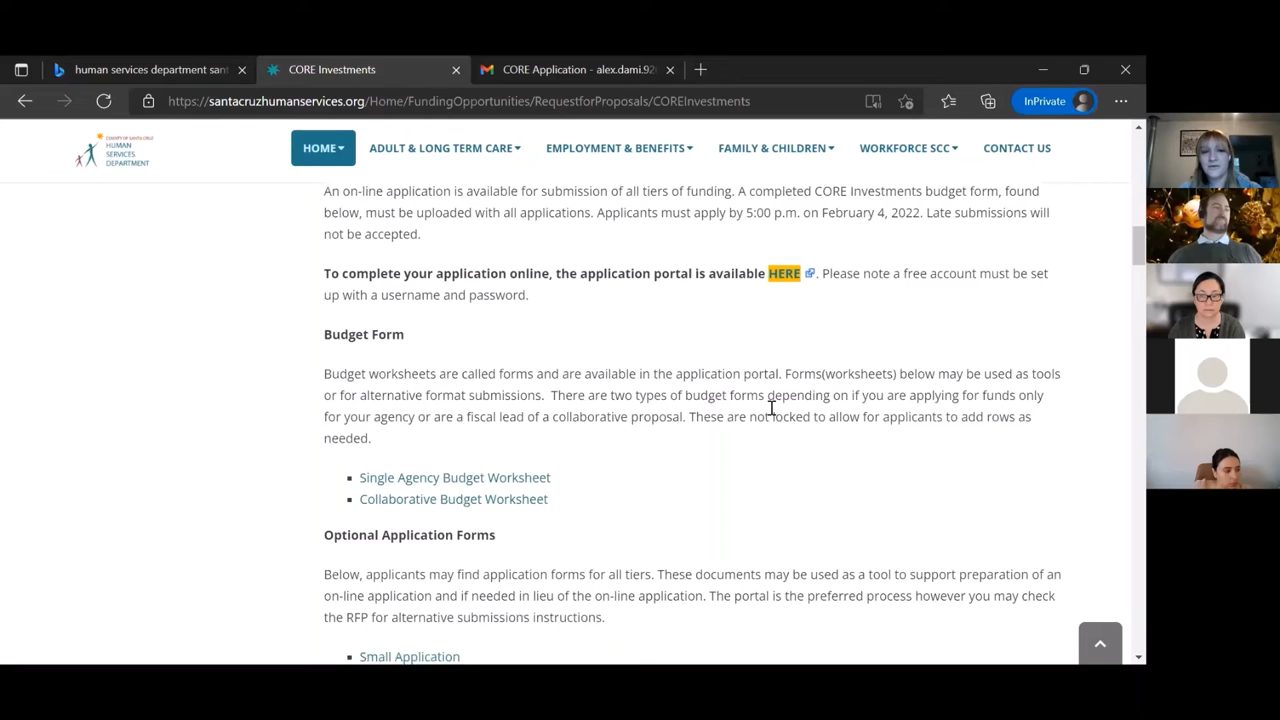 human services department sant
CORE Investments
CORE Application - alex.dami.92
https://santacruzhumanservices.org/Home/FundingOpportunities/RequestforProposals/COREInvestments
InPrivate
COUNTY OF SANTA CRUZ
HUMAN
SERVICES
DEPARTMENT
HOME
ADULT & LONG TERM CARE
EMPLOYMENT & BENEFITS
FAMILY & CHILDREN
WORKFORCE SCC
CONTACT US
An on-line application is available for submission of all tiers of funding. A completed CORE Investments budget form, found
below, must be uploaded with all applications. Applicants must apply by 5:00 p.m. on February 4, 2022. Late submissions will
not be accepted.
To complete your application online, the application portal is available HERE . Please note a free account must be set
up with a username and password.
Budget Form
Budget worksheets are called forms and are available in the application portal. Forms(worksheets) below may be used as tools
or for alternative format submissions. There are two types of budget forms depending on if you are applying for funds only
for your agency or are a fiscal lead of a collaborative proposal. These are not locked to allow for applicants to add rows as
needed.
Single Agency Budget Worksheet
Collaborative Budget Worksheet
Optional Application Forms
Below, applicants may find application forms for all tiers. These documents may be used as a tool to support preparation of an
on-line application and if needed in lieu of the on-line application. The portal is the preferred process however you may check
the RFP for alternative submissions instructions.
Small Application